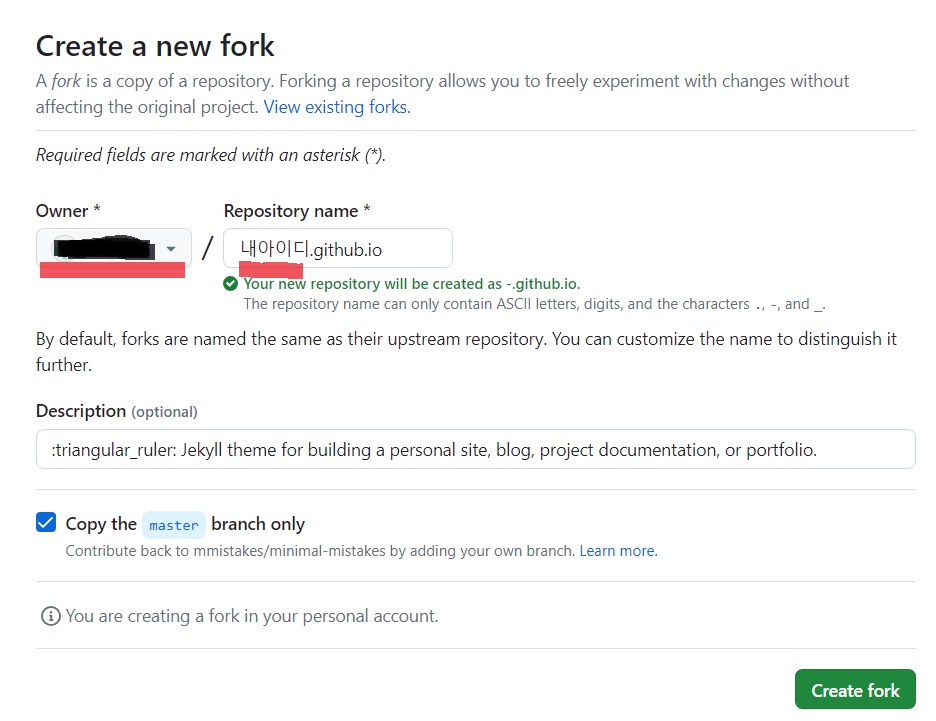 Create a new fork
A fork is a copy of a repository. Forking a repository allows you to freely experiment with changes without
affecting the original project. View existing forks.
Required fields are marked with an asterisk (*).
Owner * Repository name *
/ 내아이디.github.io
Your new repository will be created as -.github.io.
The repository name can only contain ASCII letters, digits, and the characters ., -, and _.
By default, forks are named the same as their upstream repository. You can customize the name to distinguish it
further.
Description (optional)
:triangular_ruler: Jekyll theme for building a personal site, blog, project documentation, or portfolio.
Copy the master branch only
Contribute back to mmistakes/minimal-mistakes by adding your own branch. Learn more.
You are creating a fork in your personal account.
Create fork